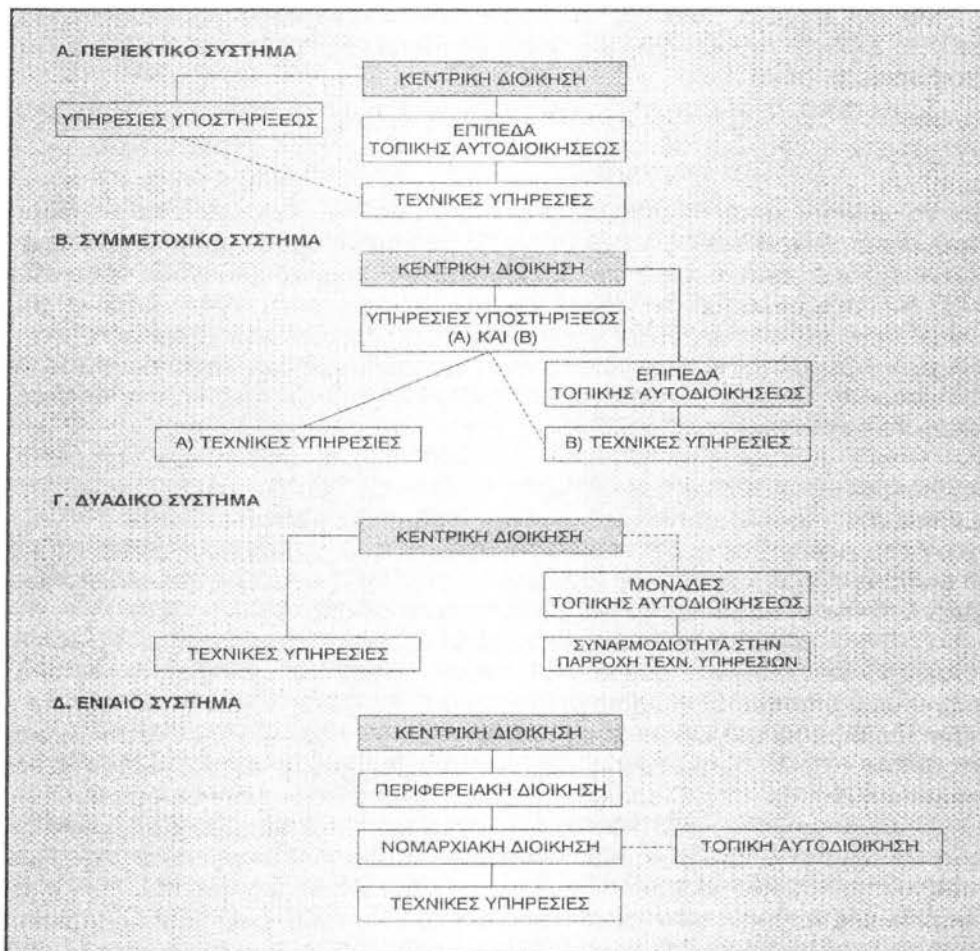 Α. ΠΕΡΙΕΚΤΙΚΟ ΣΥΣΤΗΜΑ
ΚΕΝΤΡΙΚΗ ΔΙΟΙΚΗΣΗ
ΥΠΗΡΕΣΙΕΣ ΥΠΟΣΤΗΡΙΞΕΩΣ
ΕΠΙΠΕΔΑ
ΤΟΠΙΚΗΣ ΑΥΤΟΔΙΟΙΚΗΣΕΩΣ
ΤΕΧΝΙΚΕΣ ΥΠΗΡΕΣΙΕΣ
Β. ΣΥΜΜΕΤΟΧΙΚΟ ΣΥΣΤΗΜΑ
ΚΕΝΤΡΙΚΗ ΔΙΟΙΚΗΣΗ
ΥΠΗΡΕΣΙΕΣ ΥΠΟΣΤΗΡΙΞΕΩΣ
(Α) ΚΑΙ (Β)
ΕΠΙΠΕΔΑ
ΤΟΠΙΚΗΣ ΑΥΤΟΔΙΟΙΚΗΣΕΩΣ
Α) ΤΕΧΝΙΚΕΣ ΥΠΗΡΕΣΙΕΣ
Β) ΤΕΧΝΙΚΕΣ ΥΠΗΡΕΣΙΕΣ
Γ. ΔΥΑΔΙΚΟ ΣΥΣΤΗΜΑ
ΚΕΝΤΡΙΚΗ ΔΙΟΙΚΗΣΗ
ΜΟΝΑΔΕΣ
ΤΟΠΙΚΗΣ ΑΥΤΟΔΙΟΙΚΗΣΕΩΣ
ΤΕΧΝΙΚΕΣ ΥΠΗΡΕΣΙΕΣ
ΣΥΝΑΡΜΟΔΙΟΤΗΤΑ ΣΤΗΝ
ΠΑΡΡΟΧΗ ΤΕΧΝ. ΥΠΗΡΕΣΙΩΝ
Δ. ΕΝΙΑΙΟ ΣΥΣΤΗΜΑ
ΚΕΝΤΡΙΚΗ ΔΙΟΙΚΗΣΗ
ΠΕΡΙΦΕΡΕΙΑΚΗ ΔΙΟΙΚΗΣΗ
ΝΟΜΑΡΧΙΑΚΗ ΔΙΟΙΚΗΣΗ
ΤΟΠΙΚΗ ΑΥΤΟΔΙΟΙΚΗΣΗ
ΤΕΧΝΙΚΕΣ ΥΠΗΡΕΣΙΕΣ